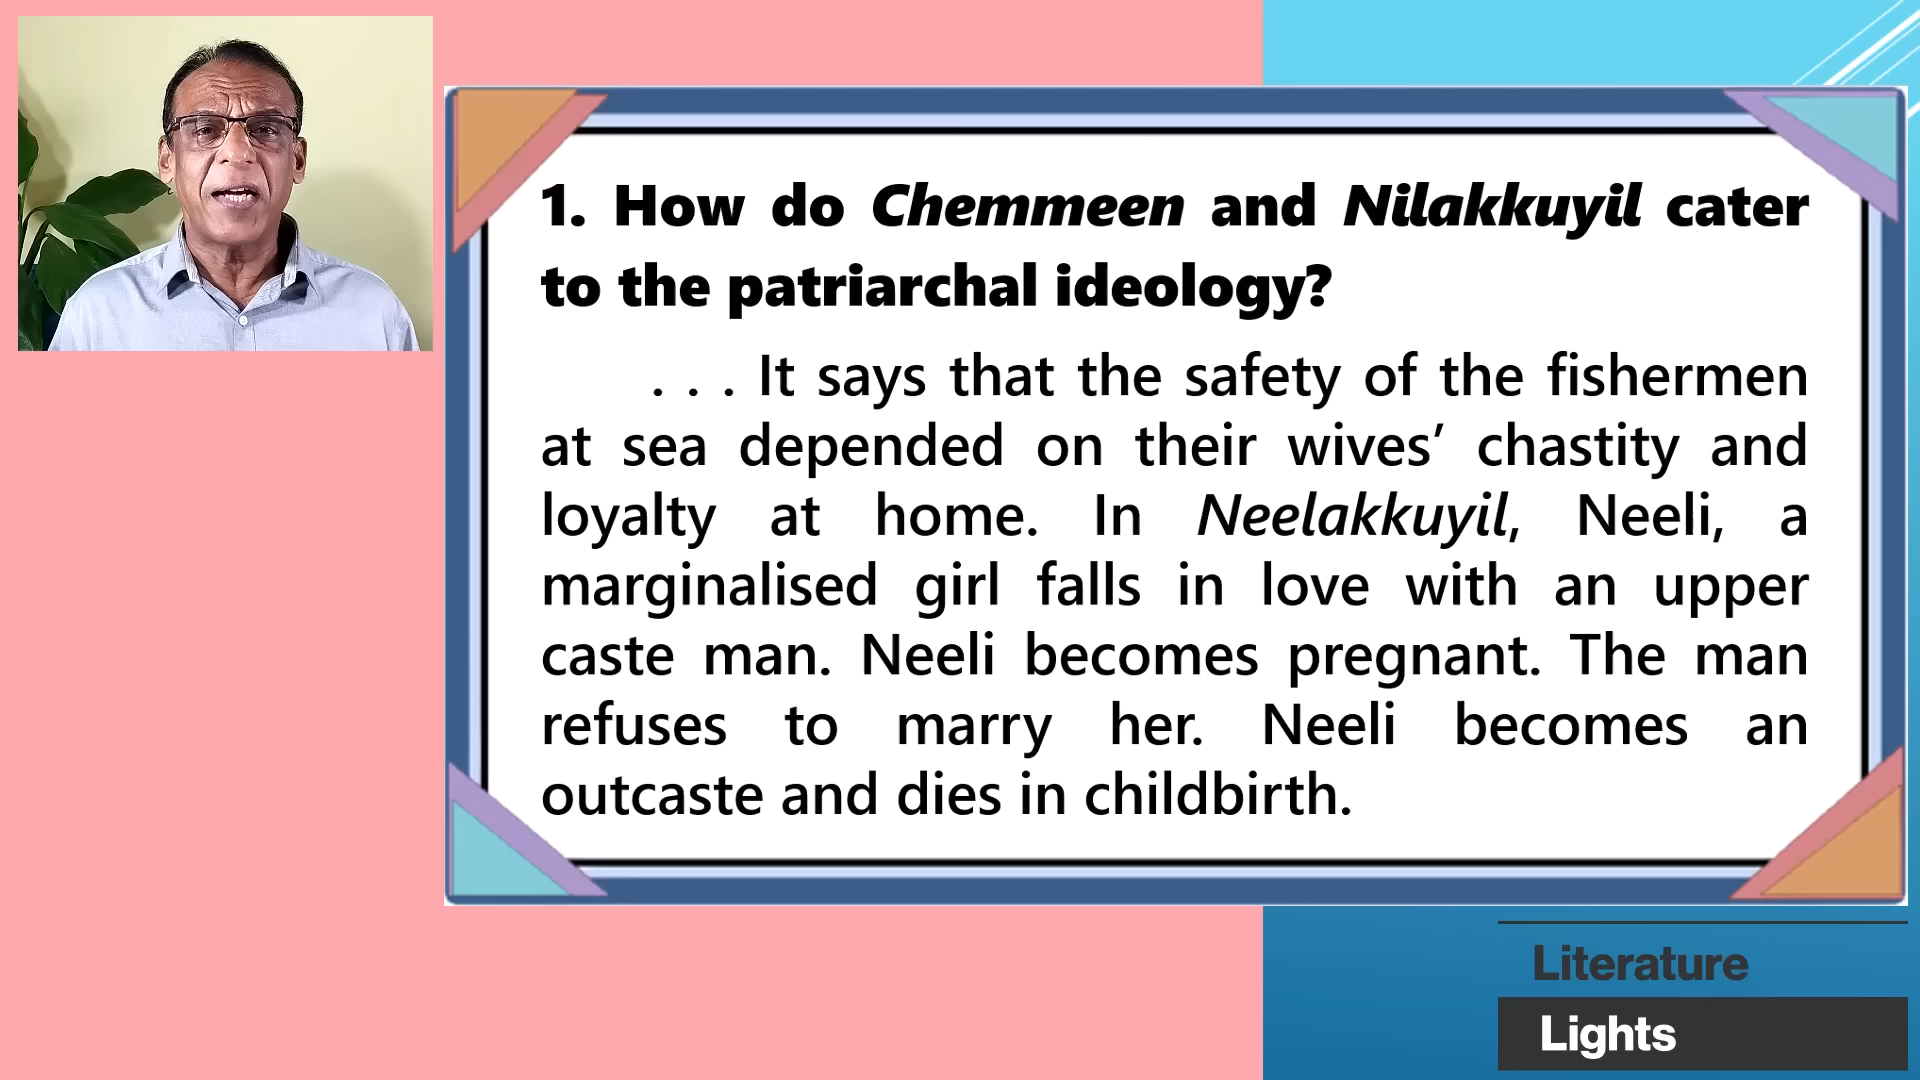 1. How do Chemmeen and Nilakkuyil cater
to the patriarchal ideology?
. . . It says that the safety of the fishermen
at sea depended on their wives’ chastity and
loyalty at home. In Neelakkuyil, Neeli, a
marginalised girl falls in love with an upper
caste man. Neeli becomes pregnant. The man
refuses to marry her. Neeli becomes an
outcaste and dies in childbirth.
Literature
Lights